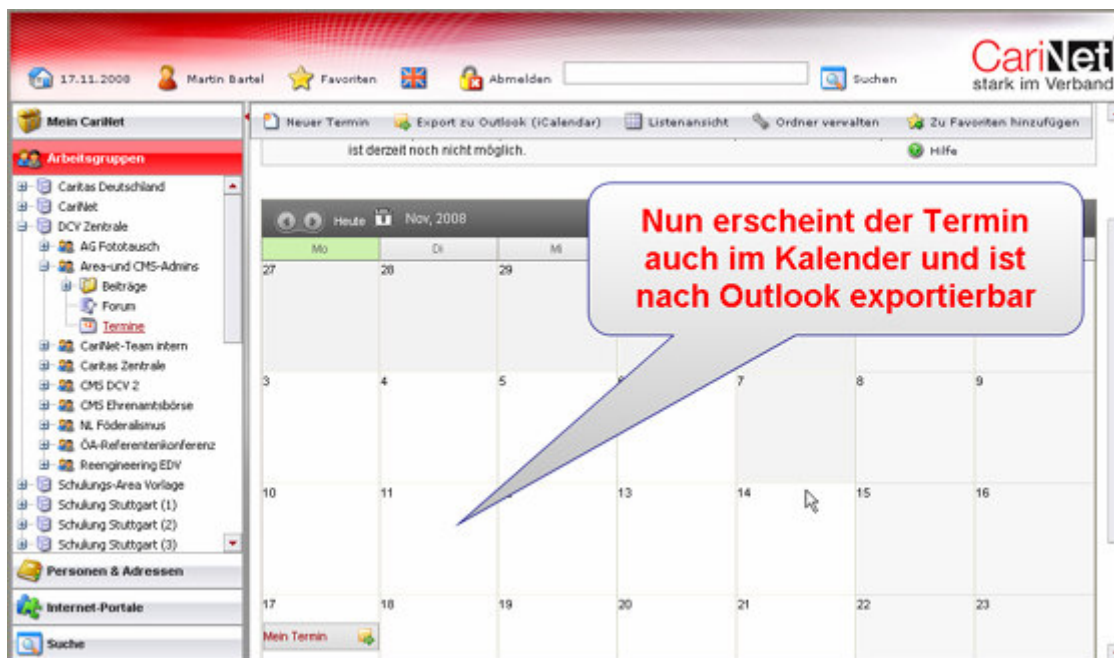 17.11.2008 Martin Bartel Favoriten Abmelden Suchen
CariNet
stark im Verband
Mein CariNet
Neuer Termin Export zu Outlook (iCalendar) Listenansicht Ordner verwalten Zu Favoriten hinzufügen
ist derzeit noch nicht möglich.
Hilfe
Arbeitsgruppen
Caritas Deutschland
CariNet
DCV Zentrale
AG Fototausch
Area-und CMS-Admins
Beiträge
Forum
Termine
CariNet-Team intern
Caritas Zentrale
CMS DCV 2
CMS Ehrenamtsbörse
NL Föderalismus
ÖA-Referentenkonferenz
Reengineering EDV
Schulungs-Area Vorlage
Schulung Stuttgart (1)
Schulung Stuttgart (2)
Schulung Stuttgart (3)
Personen & Adressen
Internet-Portale
Suche
Heute Nov, 2008
Mo Di Mi
Nun erscheint der Termin
auch im Kalender und ist
nach Outlook exportierbar
27 28 29
3 4 5 7 8 9
10 11 13 14 15 16
17 18 19 20 21 22 23
Mein Termin